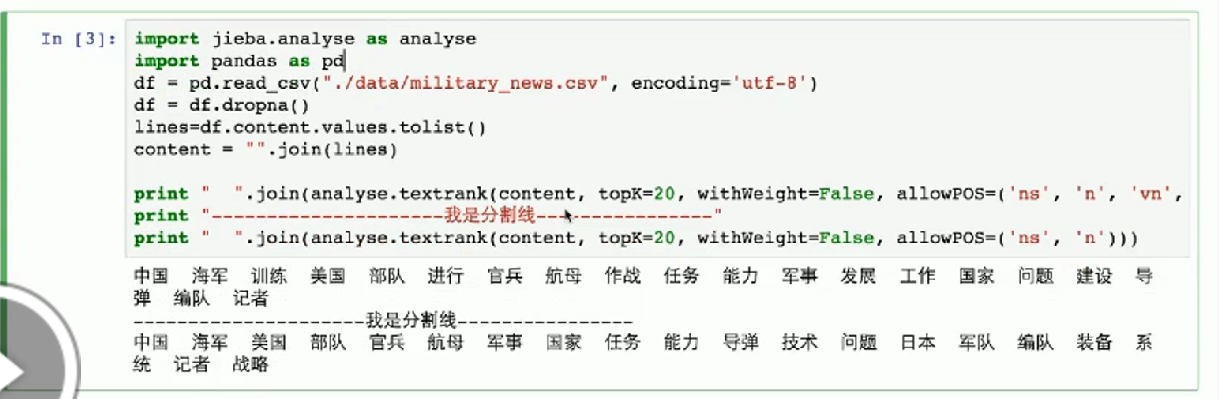 In [3]: import jieba.analyse as analyse
import pandas as pd
df = pd.read_csv("./data/military_news.csv", encoding='utf-8')
df = df.dropna()
lines=df.content.values.tolist()
content = "".join(lines)
print "  ".join(analyse.textrank(content, topK=20, withWeight=False, allowPOS=('ns', 'n', 'vn',
print "---------------------我是分割线----------------"
print "  ".join(analyse.textrank(content, topK=20, withWeight=False, allowPOS=('ns', 'n')))
中国  海军  训练  美国  部队  进行  官兵  航母  作战  任务  能力  军事  发展  工作  国家  问题  建设  导
弹  编队  记者
---------------------我是分割线----------------
中国  海军  美国  部队  官兵  航母  军事  国家  任务  能力  导弹  技术  问题  日本  军队  编队  装备  系
统  记者  战略